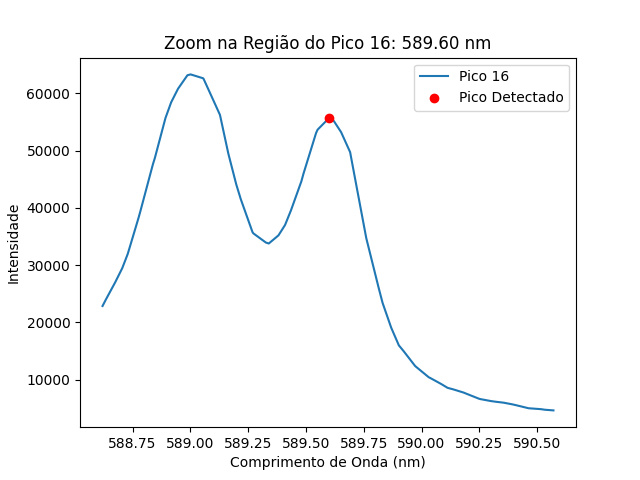 Zoom na Região do Pico 16: 589.60 nm
Pico 16
Pico Detectado
Intensidade
60000
50000
40000
30000
20000
10000
588.75 589.00 589.25 589.50 589.75 590.00 590.25 590.50
Comprimento de Onda (nm)